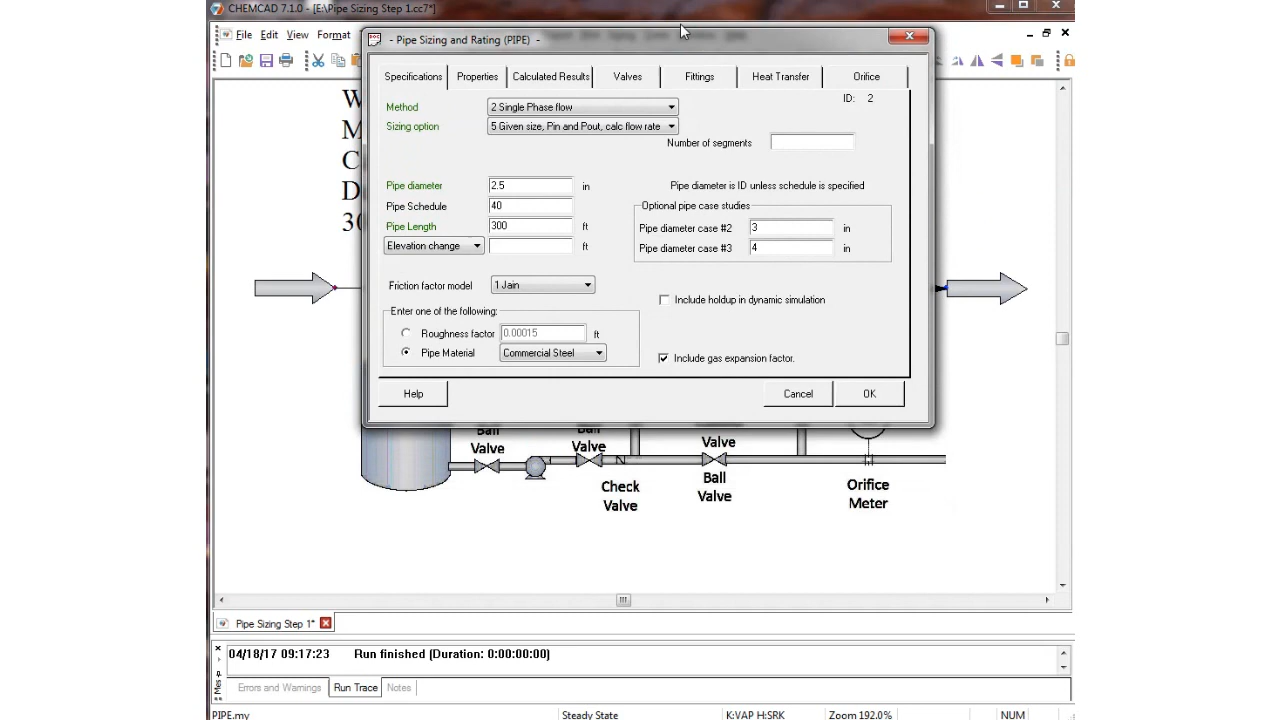 CHEMCAD 7.1.0 - [E:\Pipe Sizing Step 1.cc7*]
File Edit View Format
- Pipe Sizing and Rating (PIPE) -
Specifications Properties Calculated Results Valves Fittings Heat Transfer Orifice
ID: 2
Method 2 Single Phase flow
Sizing option 5 Given size, Pin and Pout, calc flow rate
Number of segments
Pipe diameter 2.5 in Pipe diameter is ID unless schedule is specified
Pipe Schedule 40 Optional pipe case studies
Pipe Length 300 ft Pipe diameter case #2 3 in
Elevation change ft Pipe diameter case #3 4 in
Friction factor model 1 Jain
Include holdup in dynamic simulation
Enter one of the following:
Roughness factor 0.00015 ft
Pipe Material Commercial Steel
Include gas expansion factor.
Help Cancel OK
W
M
C
D
30
Ball
Valve
Ball
Valve
Valve
Check
Valve
Ball
Valve
Orifice
Meter
Pipe Sizing Step 1*
04/18/17 09:17:23 Run finished (Duration: 0:00:00:00)
Mes
Errors and Warnings Run Trace Notes
PIPE.my Steady State K:VAP H:SRK Zoom 192.0% NUM